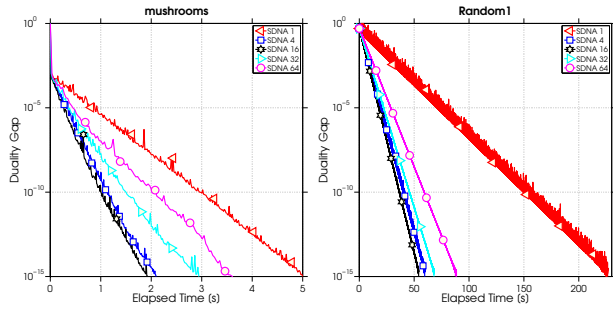 mushrooms
10^0
10^-5
10^-10
10^-15
Duality Gap
0 1 2 3 4 5
Elapsed Time (s)
SDNA 1
SDNA 4
SDNA 16
SDNA 32
SDNA 64
Random1
10^0
10^-5
10^-10
10^-15
Duality Gap
0 50 100 150 200
Elapsed Time (s)
SDNA 1
SDNA 4
SDNA 16
SDNA 32
SDNA 64